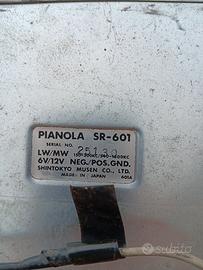 PIANOLA SR-601
SERIAL NO. 25130
LW/MW
6V/12V NEG./POS.GND.
SHINTOKYO MUSEN CO., LTD.
MADE IN JAPAN 601A
subito